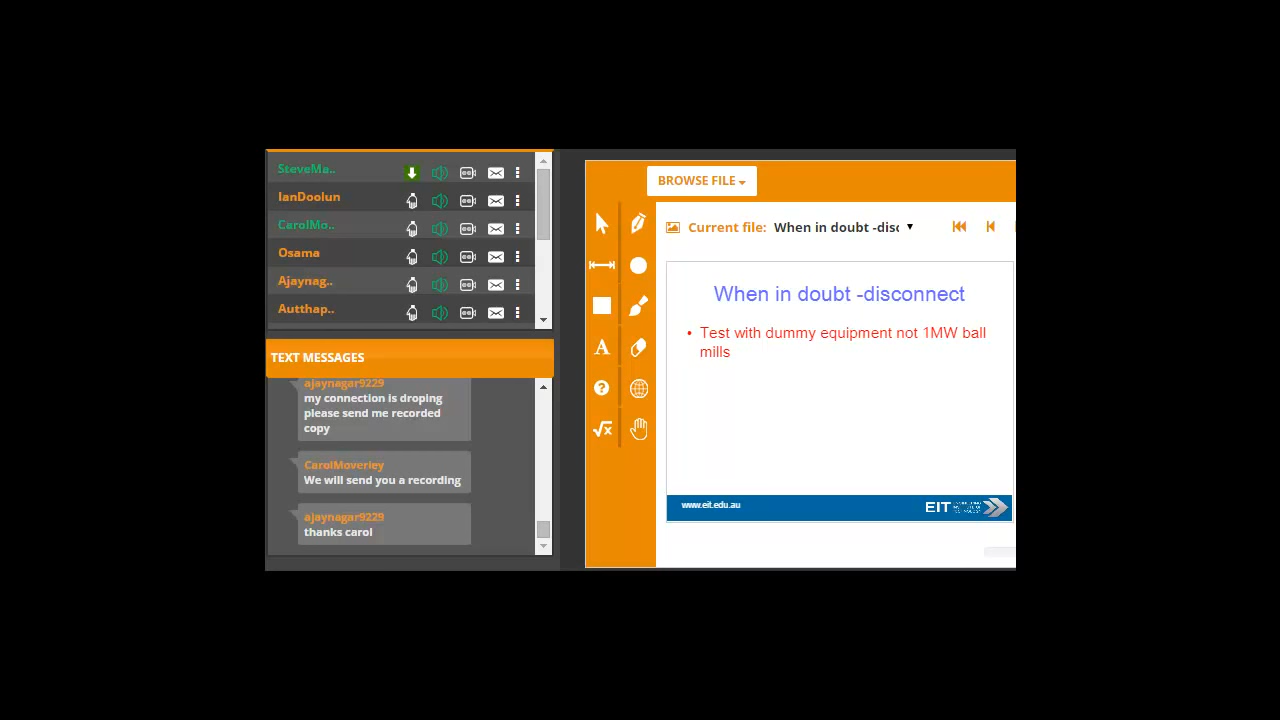 SteveMa..
IanDoolun
CarolMo..
Osama
Ajaynag..
Autthap..
TEXT MESSAGES
ajaynagar9229
my connection is droping
please send me recorded
copy
CarolMoverley
We will send you a recording
ajaynagar9229
thanks carol
BROWSE FILE
Current file: When in doubt -disc
A
?
√x
When in doubt -disconnect
• Test with dummy equipment not 1MW ball
mills
www.eit.edu.au
EIT